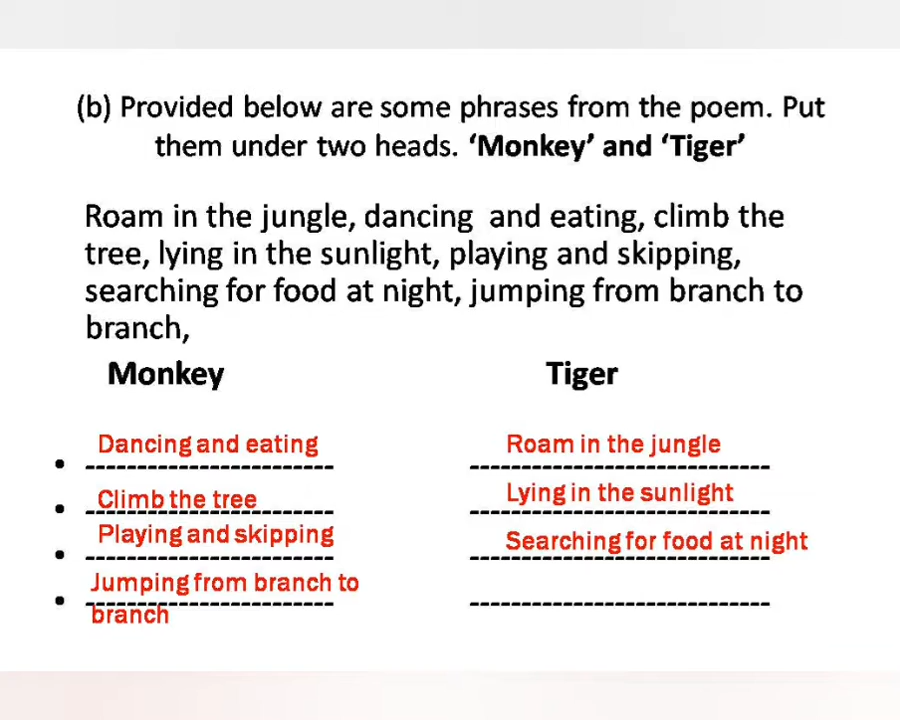 (b) Provided below are some phrases from the poem. Put
them under two heads. ‘Monkey’ and ‘Tiger’
Roam in the jungle, dancing and eating, climb the
tree, lying in the sunlight, playing and skipping,
searching for food at night, jumping from branch to
branch,
Monkey Tiger
• Dancing and eating Roam in the jungle
• Climb the tree Lying in the sunlight
• Playing and skipping Searching for food at night
• Jumping from branch to
branch